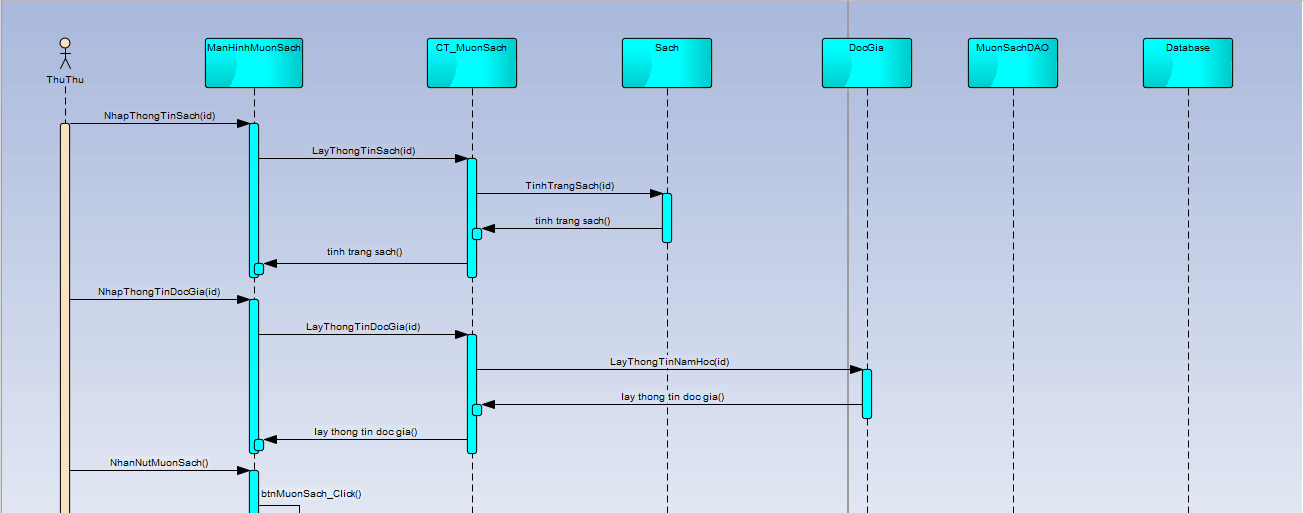 ManHinhMuonSach
CT_MuonSach
Sach
DocGia
MuonSachDAO
Database
ThuThu
NhapThongTinSach(id)
LayThongTinSach(id)
TinhTrangSach(id)
tinh trang sach()
tinh trang sach()
NhapThongTinDocGia(id)
LayThongTinDocGia(id)
LayThongTinNamHoc(id)
lay thong tin doc gia()
lay thong tin doc gia()
NhanNutMuonSach()
btnMuonSach_Click()